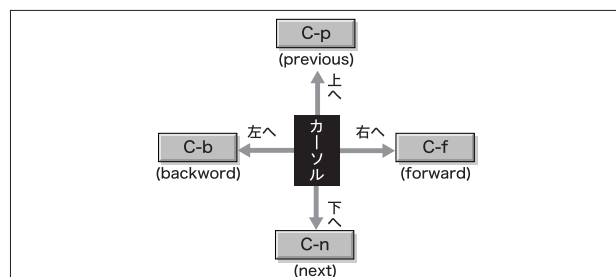 C-p
(previous)
上へ
左へ
カーソル
右へ
C-b
C-f
(backword)
(forward)
下へ
C-n
(next)